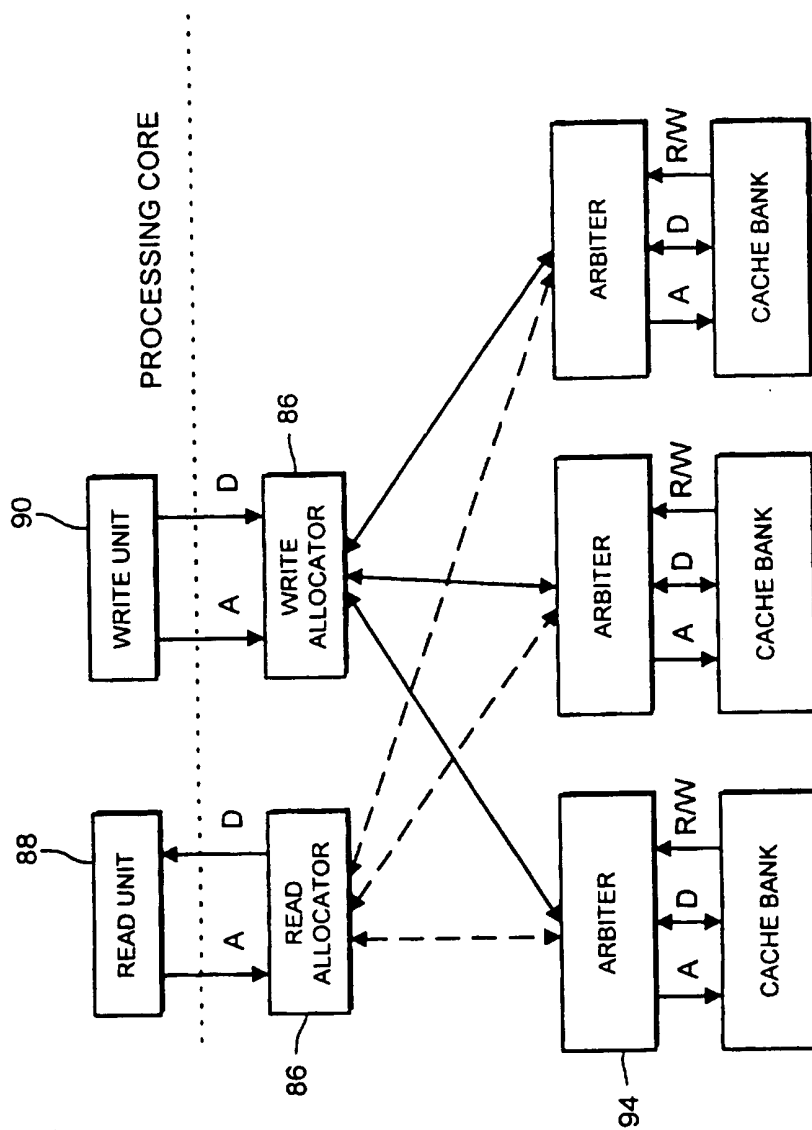 PROCESSING CORE
88
90
READ UNIT
WRITE UNIT
A
D
A
D
86
86
READ
ALLOCATOR
WRITE
ALLOCATOR
94
ARBITER
ARBITER
ARBITER
A
D
R/W
A
D
R/W
A
D
R/W
CACHE BANK
CACHE BANK
CACHE BANK